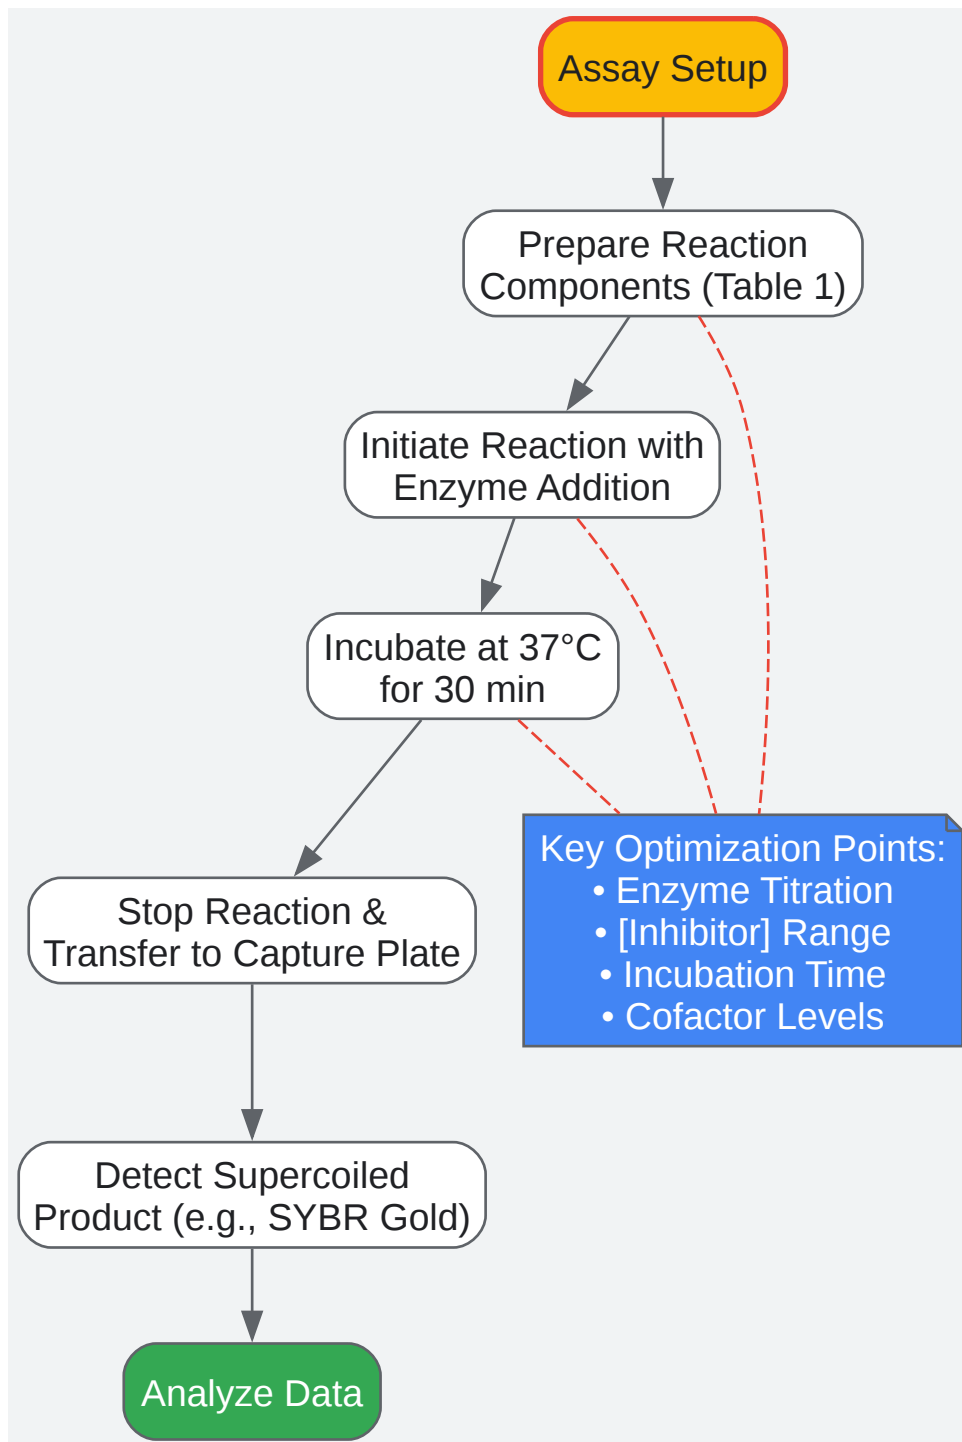 Assay Setup
Prepare Reaction
Components (Table 1)
Initiate Reaction with
Enzyme Addition
Incubate at 37°C
for 30 min
Key Optimization Points:
• Enzyme Titration
• [Inhibitor] Range
• Incubation Time
• Cofactor Levels
Stop Reaction &
Transfer to Capture Plate
Detect Supercoiled
Product (e.g., SYBR Gold)
Analyze Data